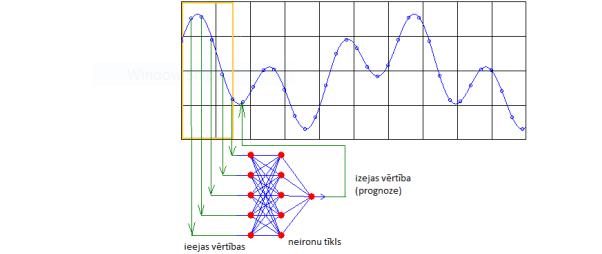 izejas vērtība
(prognoze)
ieejas vērtības
neironu tīkls